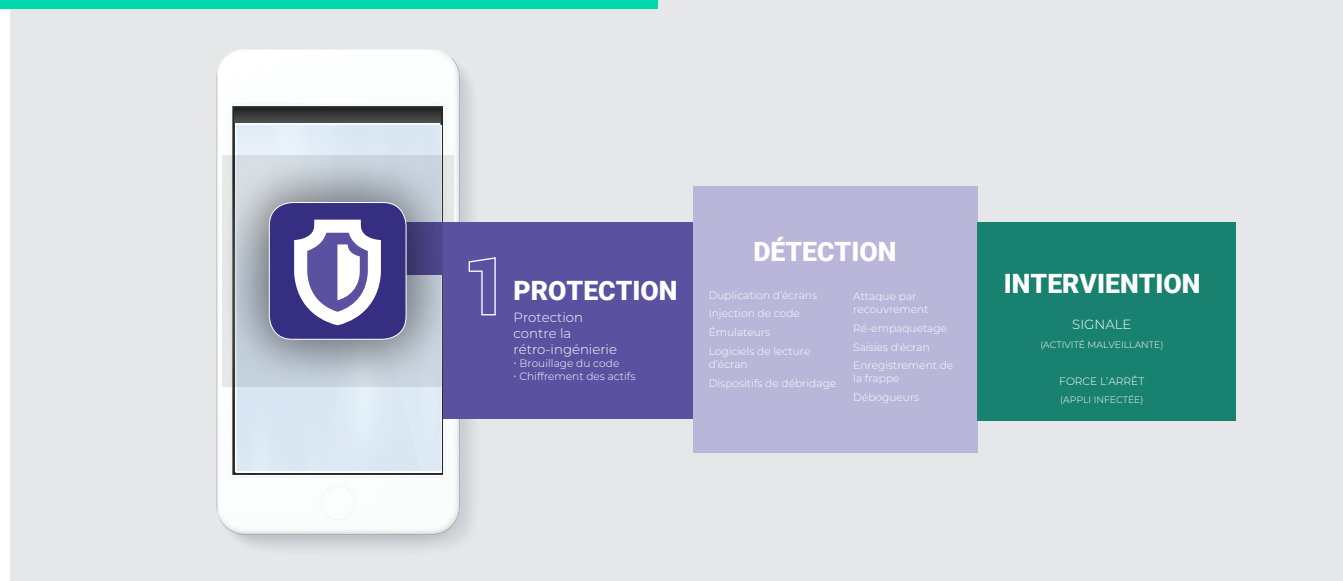 1
PROTECTION
Protection
contre la
rétro-ingénierie
• Brouillage du code
• Chiffrement des actifs
DÉTECTION
Duplication d'écrans
Injection de code
Émulateurs
Logiciels de lecture
d'écran
Dispositifs de débridage
Attaque par
recouvrement
Ré-empaquetage
Saisies d'écran
Enregistrement de
la frappe
Débogueurs
INTERVIENTION
SIGNALE
(ACTIVITÉ MALVEILLANTE)
FORCE L'ARRÊT
(APPLI INFECTÉE)